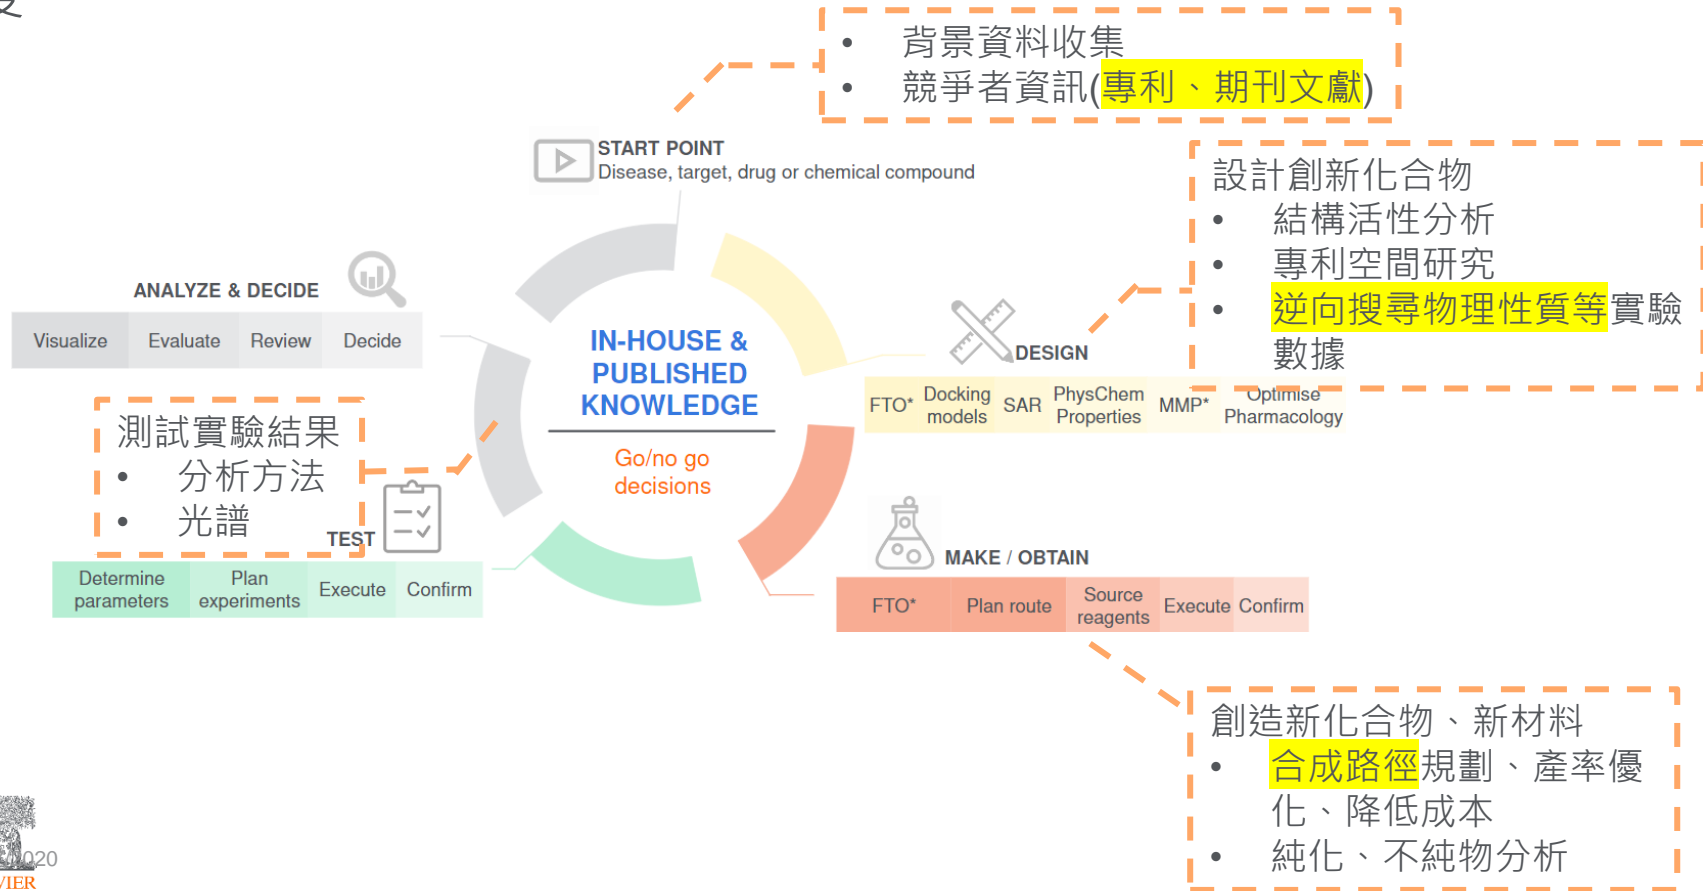 • 背景資料收集
• 競爭者資訊(專利、期刊文獻)
START POINT
Disease, target, drug or chemical compound
設計創新化合物
• 結構活性分析
• 專利空間研究
• 逆向搜尋物理性質等實驗
數據
ANALYZE & DECIDE
Visualize Evaluate Review Decide
IN-HOUSE &
PUBLISHED
KNOWLEDGE
Go/no go
decisions
DESIGN
FTO* Docking
models SAR PhysChem
Properties MMP* Optimise
Pharmacology
測試實驗結果
• 分析方法
• 光譜
TEST
Determine
parameters Plan
experiments Execute Confirm
MAKE / OBTAIN
FTO* Plan route Source
reagents Execute Confirm
創造新化合物、新材料
• 合成路徑規劃、產率優
化、降低成本
• 純化、不純物分析
2020
VIER